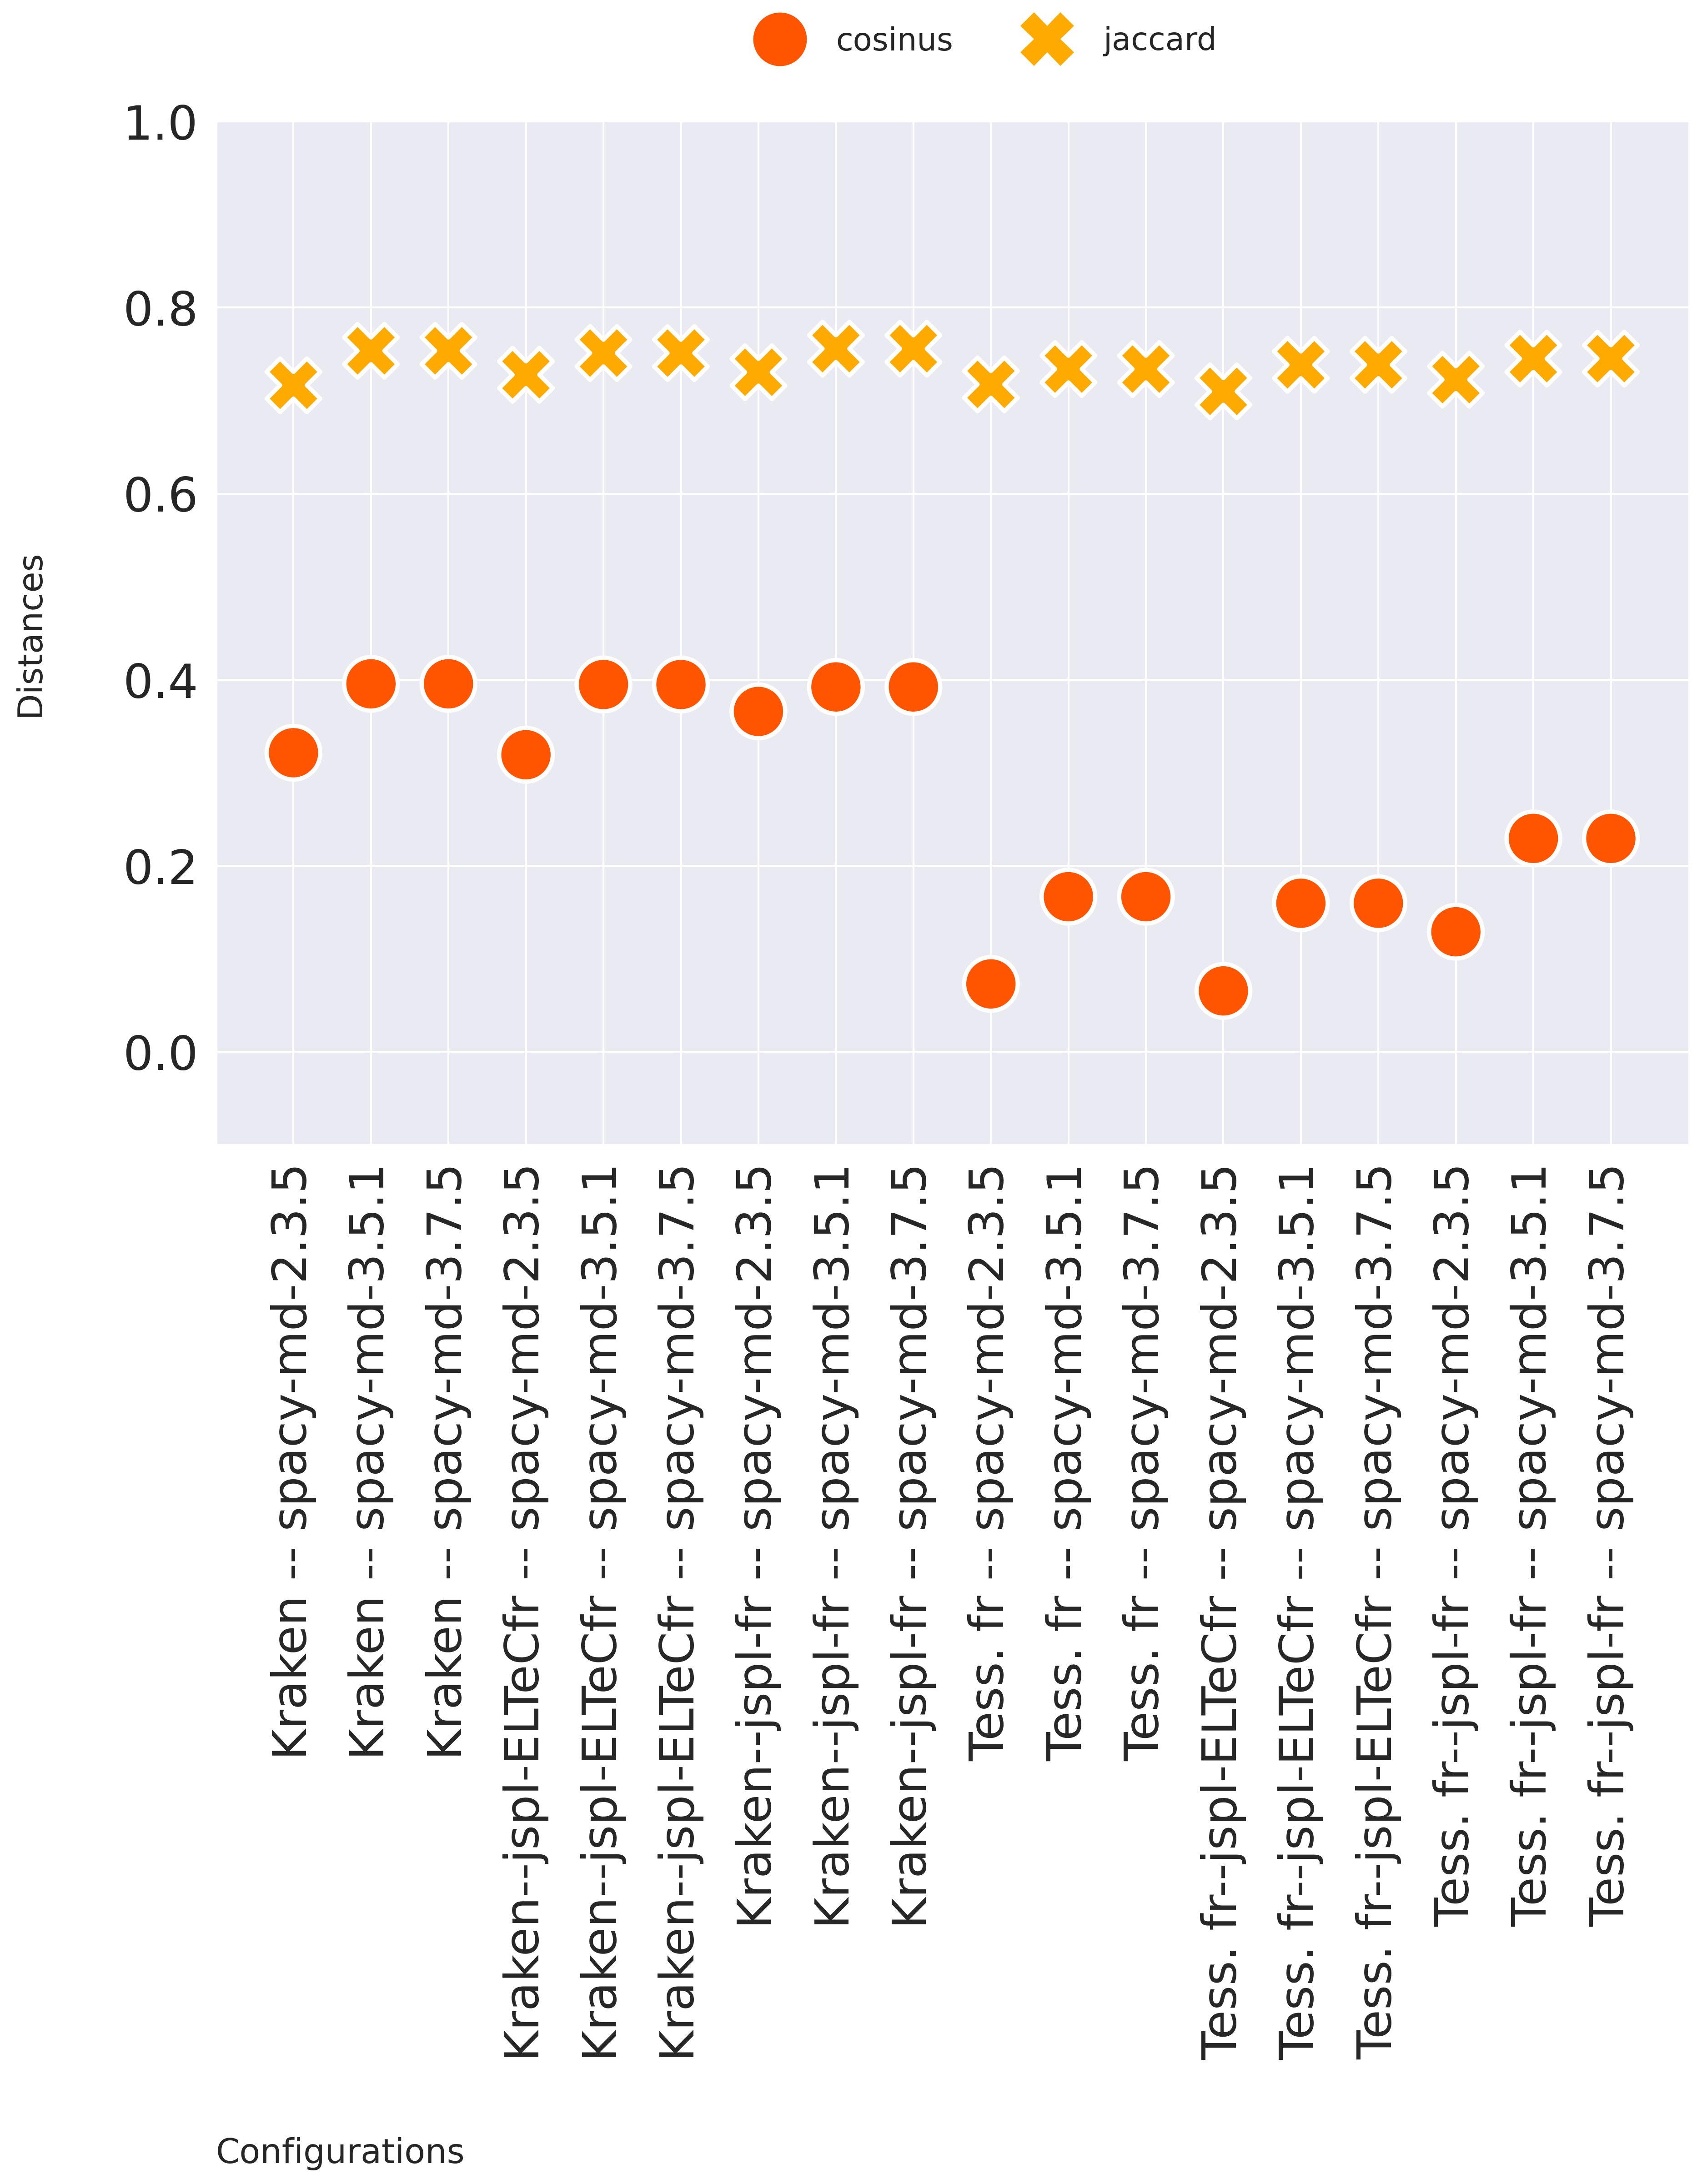 cosinus jaccard
1.0
0.8
0.6
0.4
0.2
0.0
Distances
Kraken -- spacy-md-2.3.5
Kraken -- spacy-md-3.5.1
Kraken -- spacy-md-3.7.5
Kraken--jspl-ELTeCfr -- spacy-md-2.3.5
Kraken--jspl-ELTeCfr -- spacy-md-3.5.1
Kraken--jspl-ELTeCfr -- spacy-md-3.7.5
Kraken--jspl-fr -- spacy-md-2.3.5
Kraken--jspl-fr -- spacy-md-3.5.1
Kraken--jspl-fr -- spacy-md-3.7.5
Tess. fr -- spacy-md-2.3.5
Tess. fr -- spacy-md-3.5.1
Tess. fr -- spacy-md-3.7.5
Tess. fr--jspl-ELTeCfr -- spacy-md-2.3.5
Tess. fr--jspl-ELTeCfr -- spacy-md-3.5.1
Tess. fr--jspl-ELTeCfr -- spacy-md-3.7.5
Tess. fr--jspl-fr -- spacy-md-2.3.5
Tess. fr--jspl-fr -- spacy-md-3.5.1
Tess. fr--jspl-fr -- spacy-md-3.7.5
Configurations